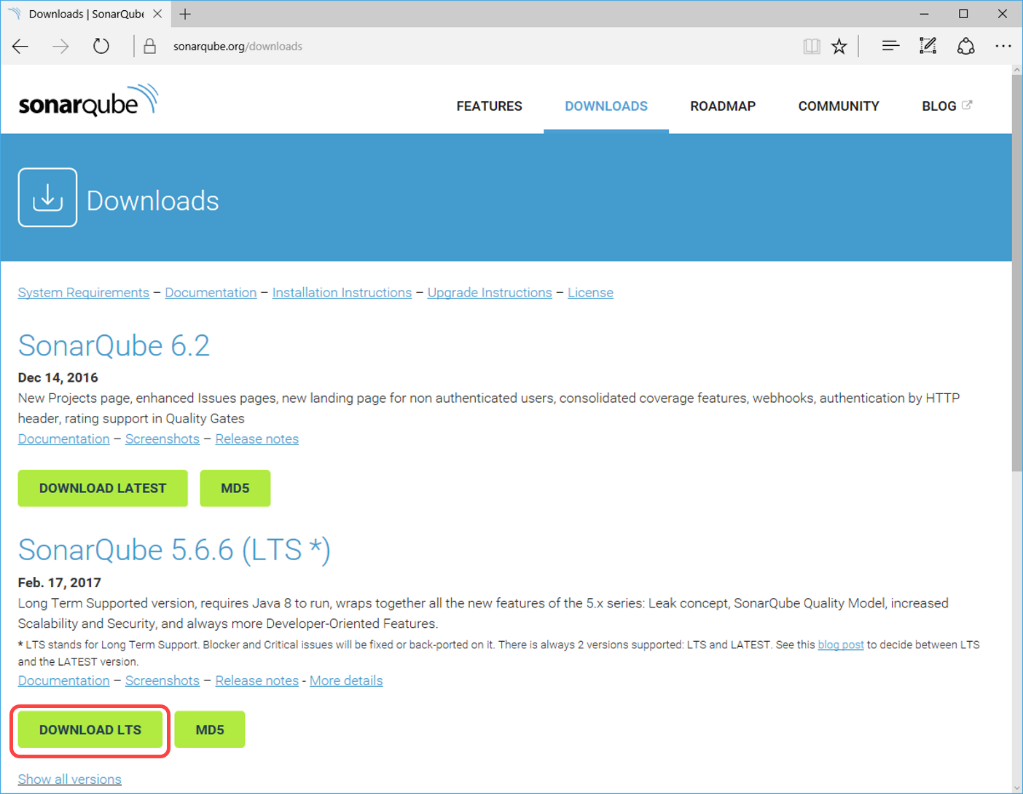 Downloads | SonarQube
sonarqube.org/downloads
sonarqube
FEATURES DOWNLOADS ROADMAP COMMUNITY BLOG
Downloads
System Requirements – Documentation – Installation Instructions – Upgrade Instructions – License
SonarQube 6.2
Dec 14, 2016
New Projects page, enhanced Issues pages, new landing page for non authenticated users, consolidated coverage features, webhooks, authentication by HTTP
header, rating support in Quality Gates
Documentation – Screenshots – Release notes
DOWNLOAD LATEST MD5
SonarQube 5.6.6 (LTS *)
Feb. 17, 2017
Long Term Supported version, requires Java 8 to run, wraps together all the new features of the 5.x series: Leak concept, SonarQube Quality Model, increased
Scalability and Security, and always more Developer-Oriented Features.
* LTS stands for Long Term Support. Blocker and Critical issues will be fixed or back-ported on it. There is always 2 versions supported: LTS and LATEST. See this blog post to decide between LTS
and the LATEST version.
Documentation – Screenshots – Release notes - More details
DOWNLOAD LTS MD5
Show all versions